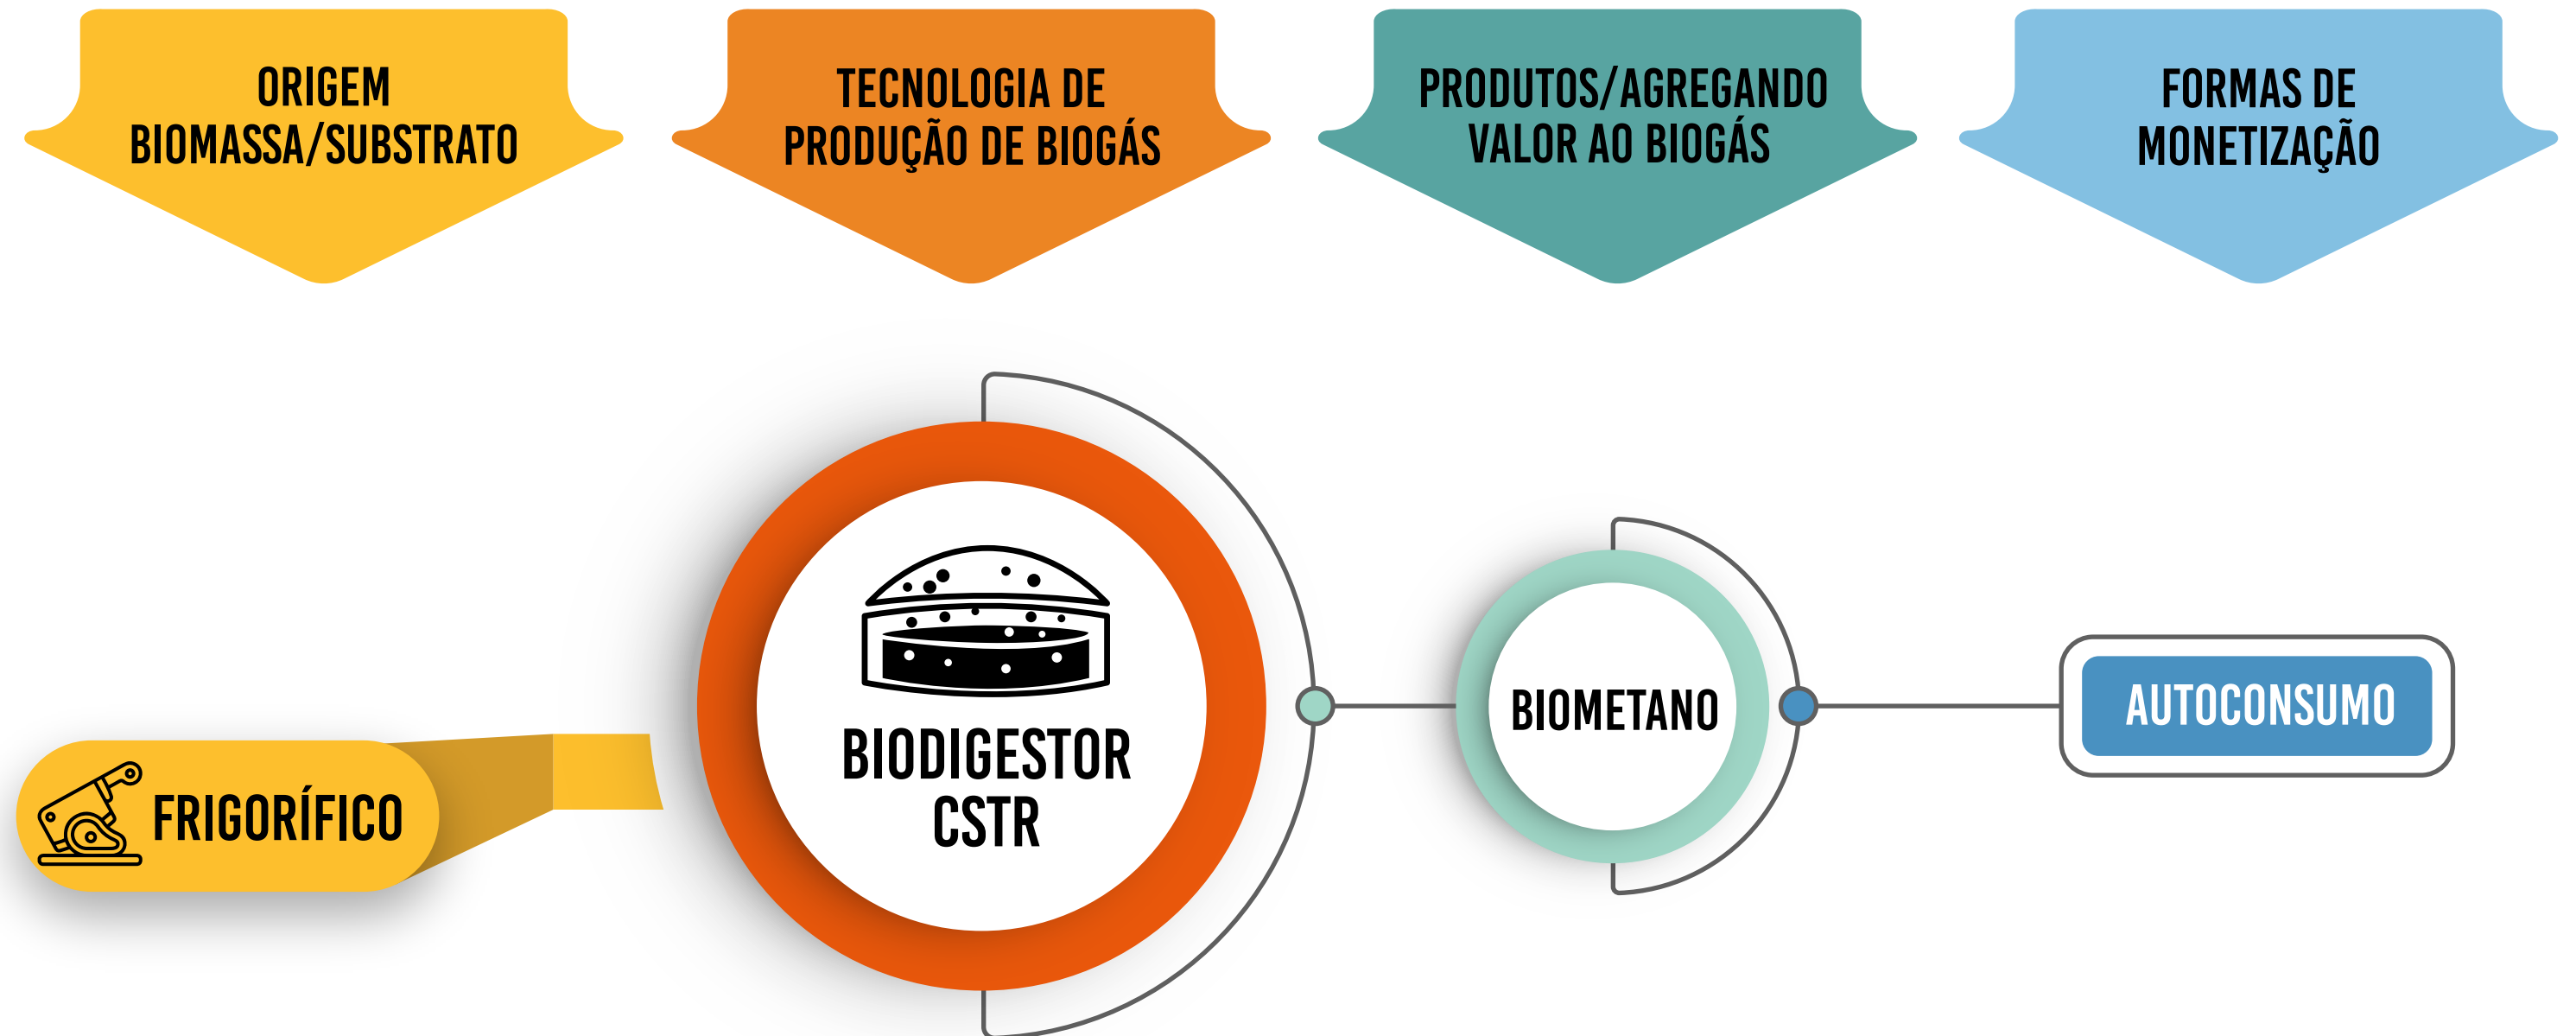 ORIGEM
BIOMASSA/SUBSTRATO
TECNOLOGIA DE
PRODUÇÃO DE BIOGÁS
PRODUTOS/AGREGANDO
VALOR AO BIOGÁS
FORMAS DE
MONETIZAÇÃO
FRIGORÍFICO
BIODIGESTOR
CSTR
BIOMETANO
AUTOCONSUMO